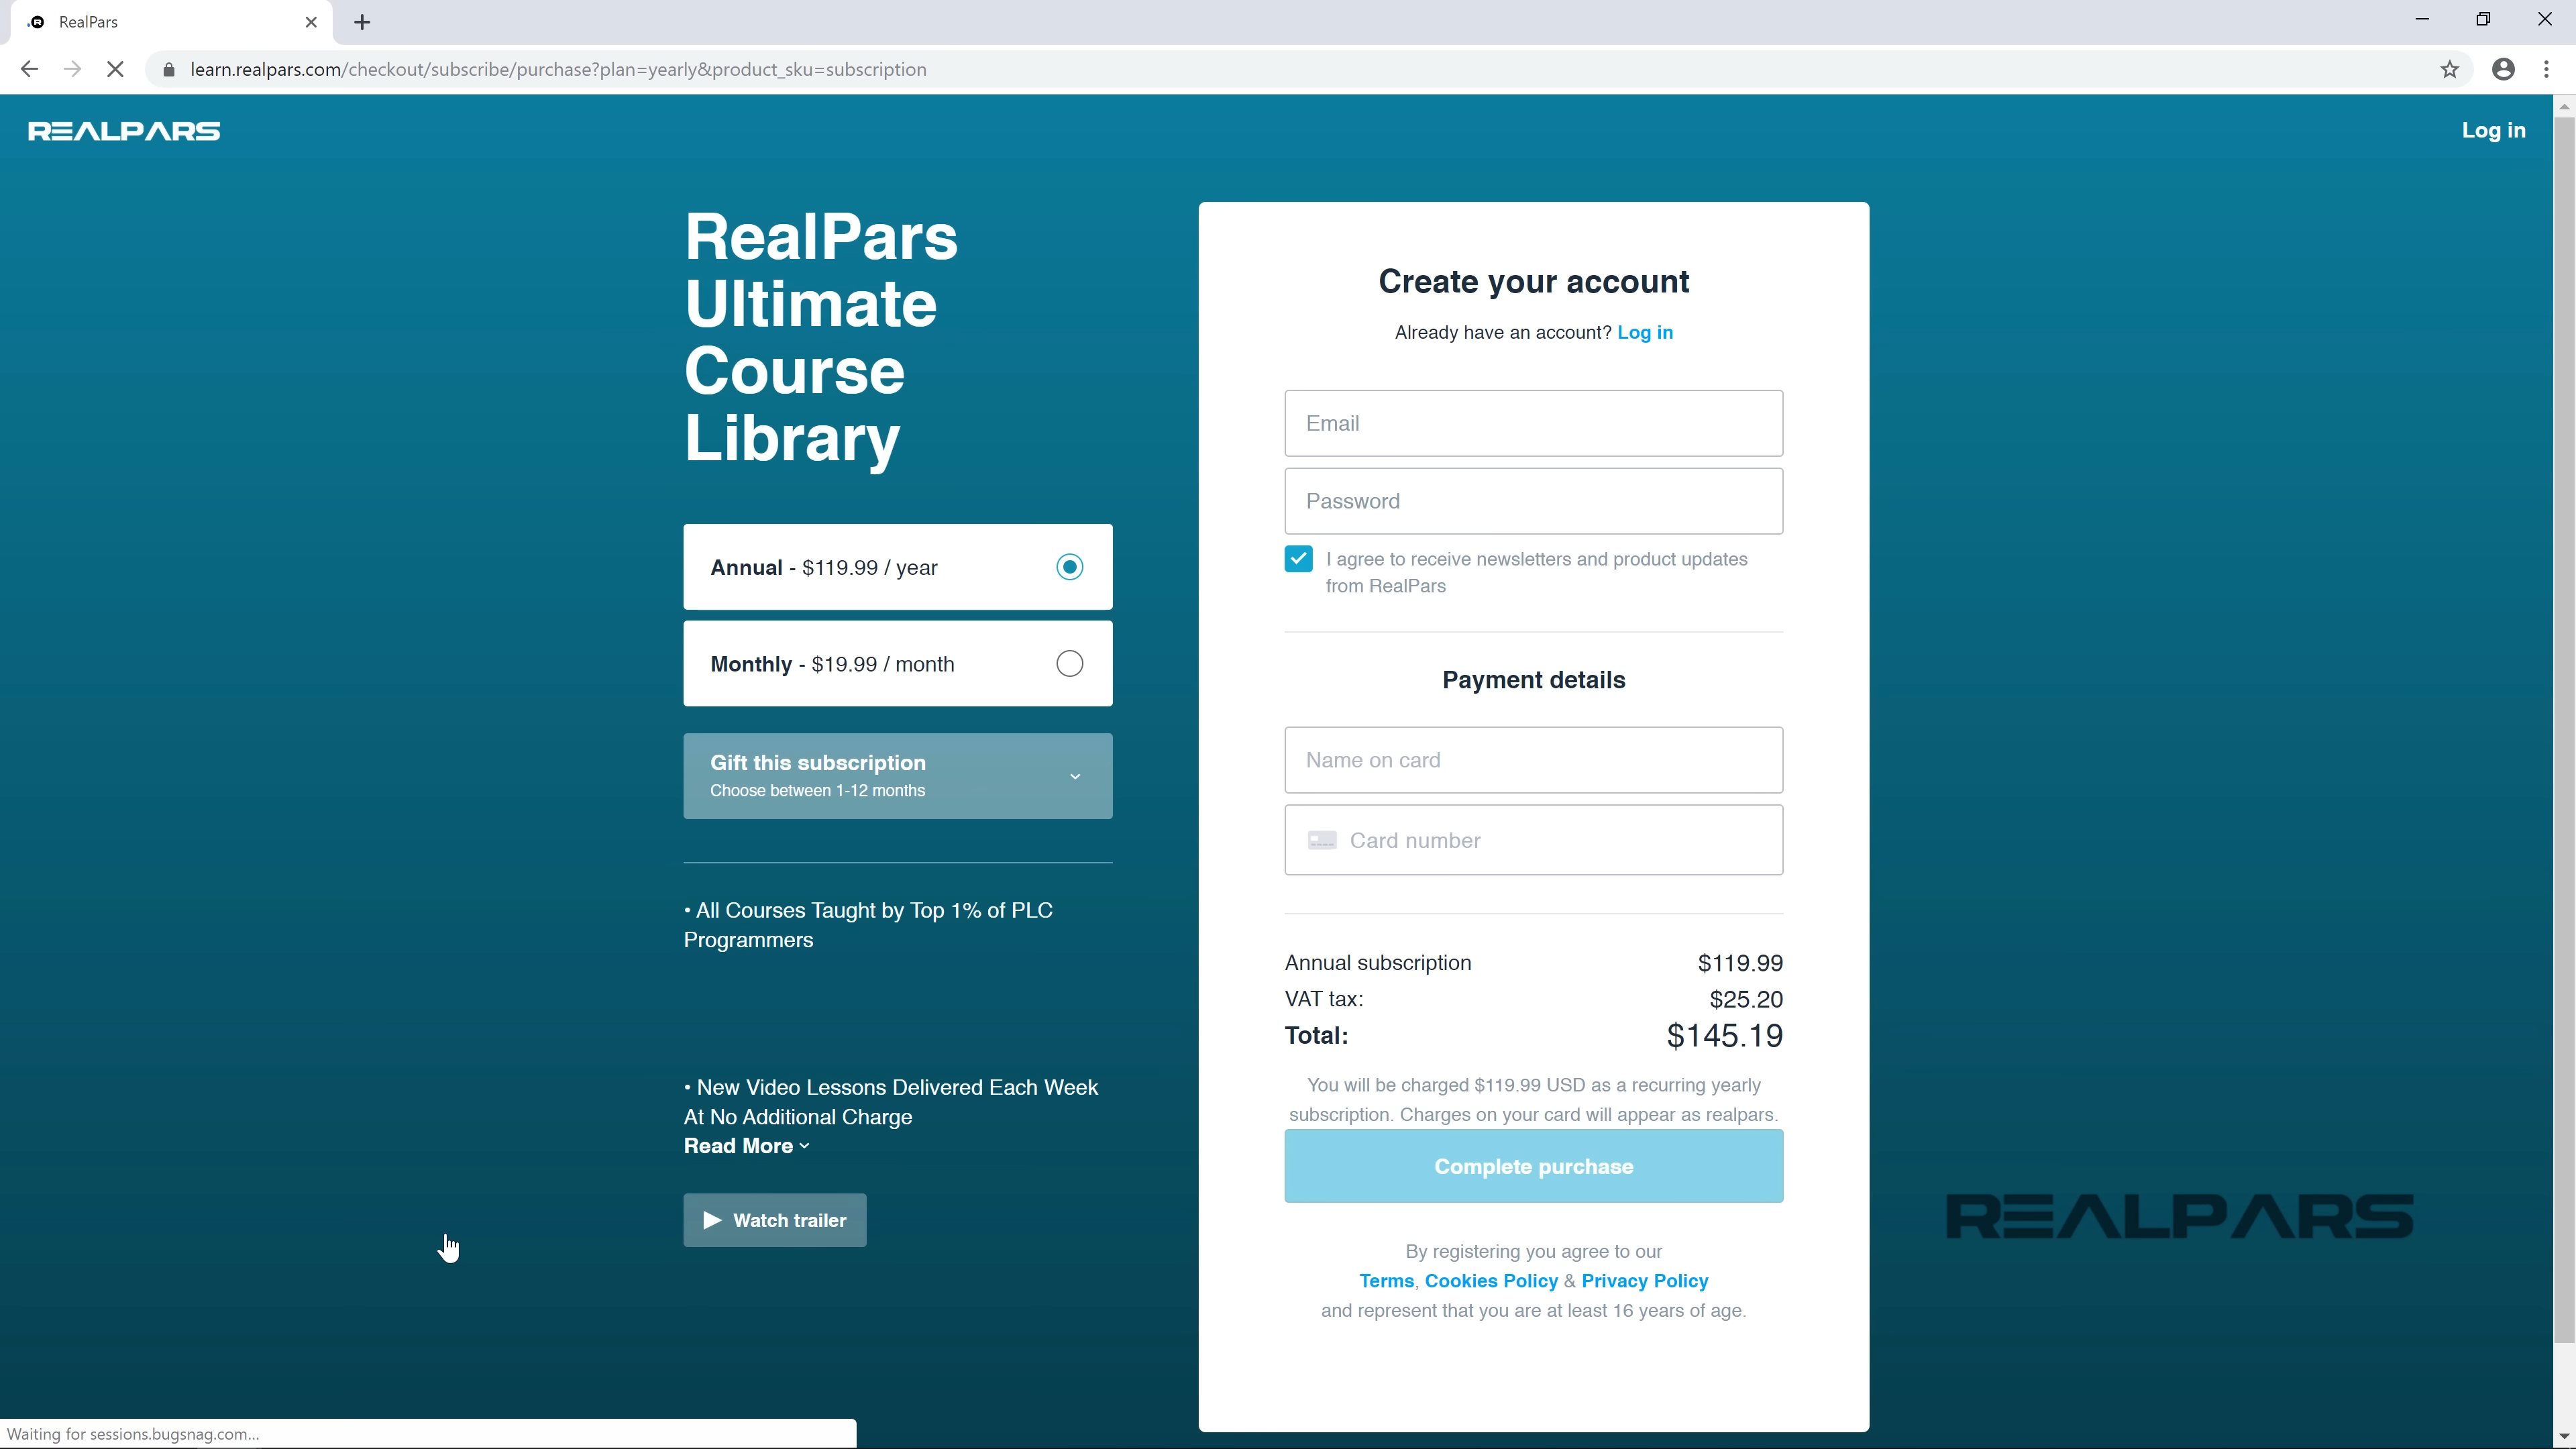 RealPars
learn.realpars.com/checkout/subscribe/purchase?plan=yearly&product_sku=subscription
REALPARS
Log in
RealPars
Ultimate
Course
Library
Annual - $119.99 / year
Monthly - $19.99 / month
Gift this subscription
Choose between 1-12 months
• All Courses Taught by Top 1% of PLC
Programmers
• New Video Lessons Delivered Each Week
At No Additional Charge
Read More
Watch trailer
Create your account
Already have an account? Log in
Email
Password
I agree to receive newsletters and product updates
from RealPars
Payment details
Name on card
Card number
Annual subscription $119.99
VAT tax: $25.20
Total: $145.19
You will be charged $119.99 USD as a recurring yearly
subscription. Charges on your card will appear as realpars.
Complete purchase
By registering you agree to our
Terms, Cookies Policy & Privacy Policy
and represent that you are at least 16 years of age.
REALPARS
Waiting for sessions.bugsnag.com...